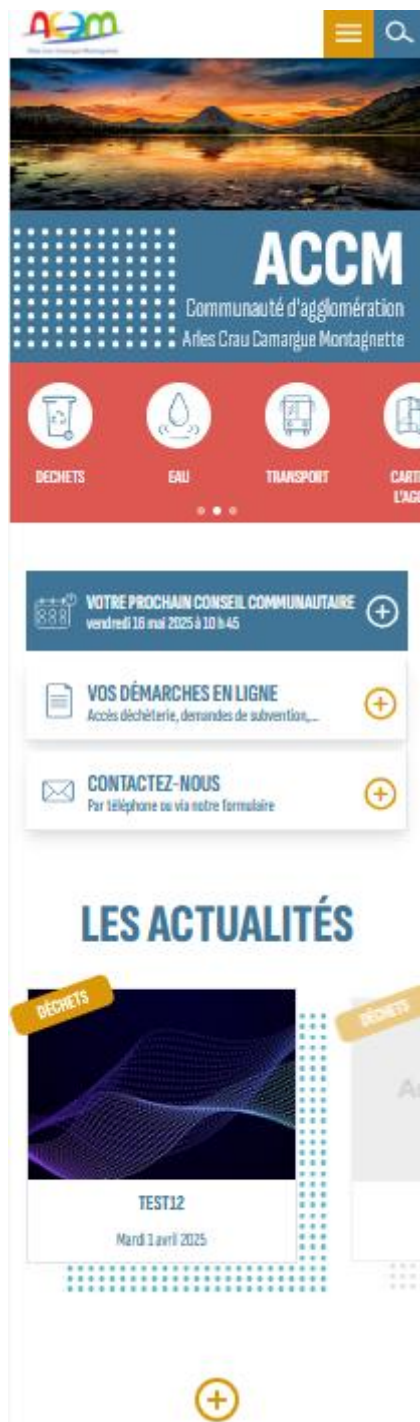 ACCM
ACCM
Communauté d'agglomération
Arles Crau Camargue Montagnette
DECHETS
EAU
TRANSPORT
VOTRE PROCHAIN CONSEIL COMMUNAUTAIRE
vendredi 16 mai 2025 à 10 h 45
VOS DÉMARCHES EN LIGNE
Accès déchèterie, demandes de subvention,...
CONTACTEZ-NOUS
Par téléphone ou via notre formulaire
LES ACTUALITÉS
DÉCHETS
DÉCHETS
TEST12
Mardi 1 avril 2025